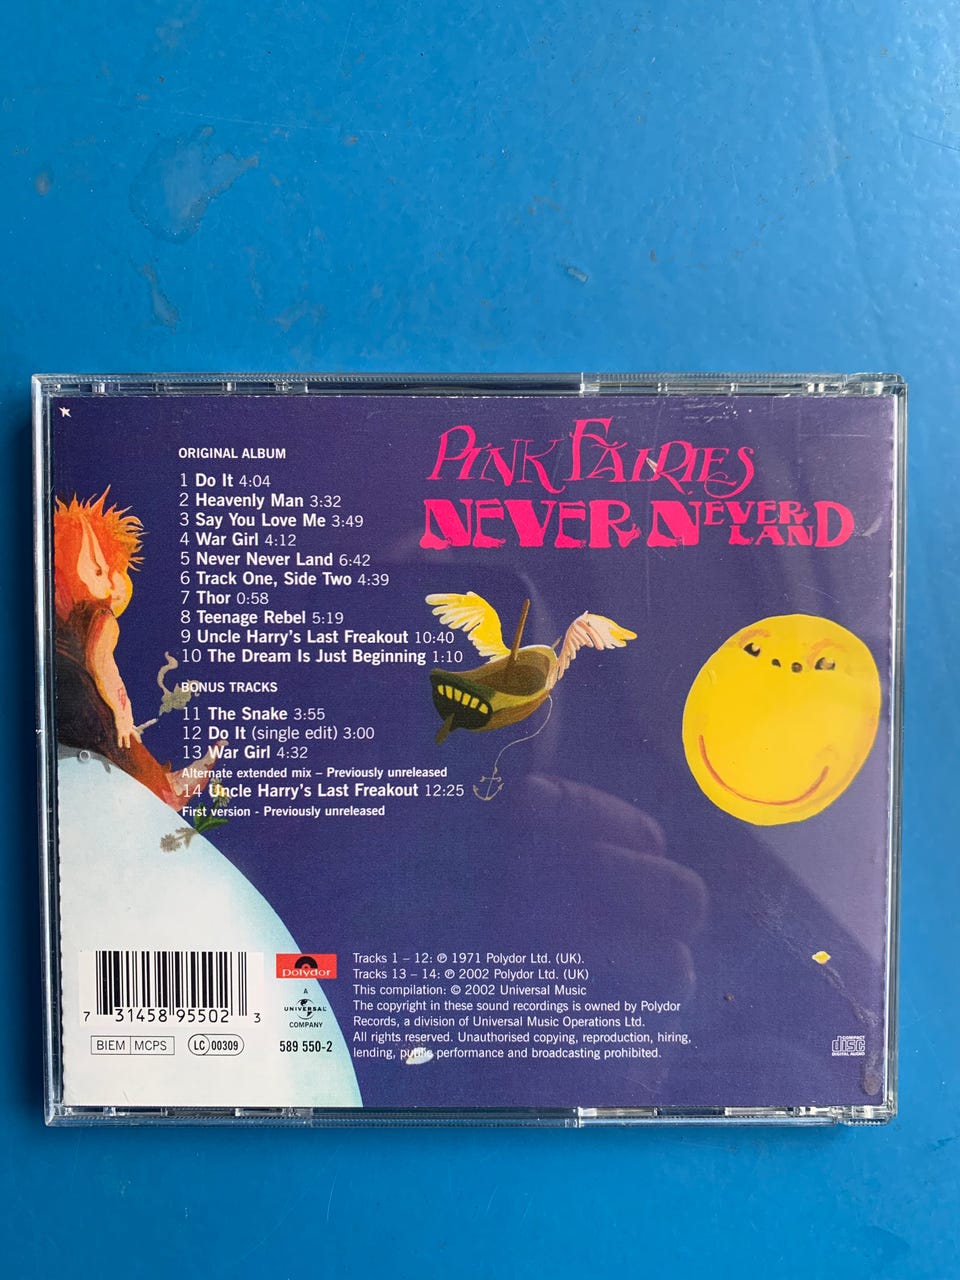 ORIGINAL ALBUM
1 Do It 4:04
2 Heavenly Man 3:32
3 Say You Love Me 3:49
4 War Girl 4:12
5 Never Never Land 6:42
6 Track One, Side Two 4:39
7 Thor 0:58
8 Teenage Rebel 5:19
9 Uncle Harry's Last Freakout 10:40
10 The Dream Is Just Beginning 1:10
BONUS TRACKS
11 The Snake 3:55
12 Do It (single edit) 3:00
13 War Girl 4:32
Alternate extended mix – Previously unreleased
14 Uncle Harry's Last Freakout 12:25
First version - Previously unreleased
PINK FAIRIES
NEVER NEVER LAND
7 31458 95502 3
BIEM MCPS LC 00309
polydor
A
UNIVERSAL
COMPANY
589 550-2
Tracks 1 – 12: ℗ 1971 Polydor Ltd. (UK).
Tracks 13 – 14: ℗ 2002 Polydor Ltd. (UK)
This compilation: © 2002 Universal Music
The copyright in these sound recordings is owned by Polydor
Records, a division of Universal Music Operations Ltd.
All rights reserved. Unauthorised copying, reproduction, hiring,
lending, public performance and broadcasting prohibited.
COMPACT
disc
DIGITAL AUDIO